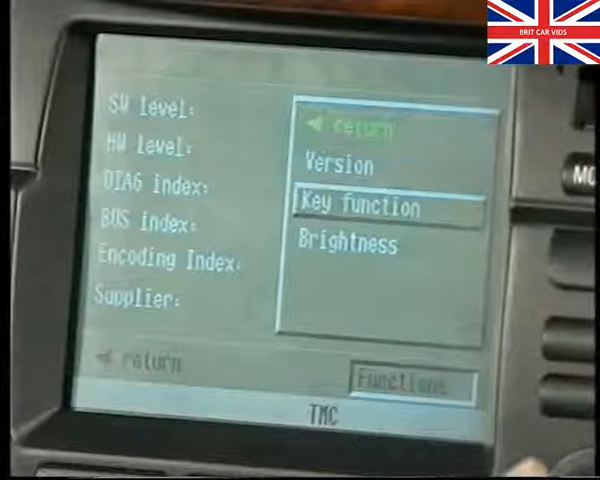 BRIT CAR VIDS
SW level:
◄ return
HW level:
Version
DIAG index:
Key function
BUS index:
Brightness
Encoding Index:
Supplier:
◄ return
Functions
TMC